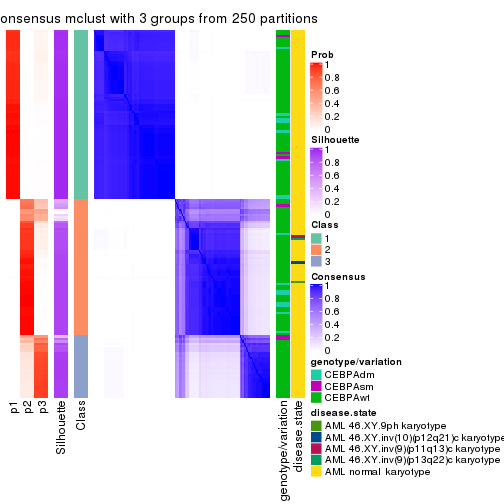 onsensus mclust with 3 groups from 250 partitions
Prob
1
0.8
0.6
0.4
0.2
0
Silhouette
1
0.8
0.6
0.4
0.2
0
Class
1
2
3
Consensus
1
0.8
0.6
0.4
0.2
0
genotype/variation
CEBPAdm
CEBPAsm
CEBPAwt
disease.state
AML 46.XY.9ph karyotype
AML 46.XY.inv(10)(p12q21)c karyotype
AML 46.XY.inv(9)(p11q13)c karyotype
AML 46.XY.inv(9)(p13q22)c karyotype
AML normal karyotype
p1
p2
p3
Silhouette
Class
genotype/variation
disease.state